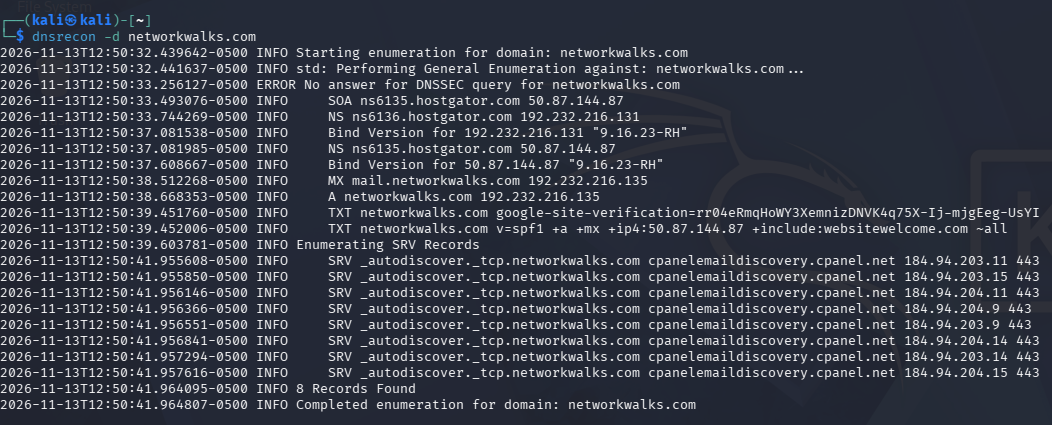 File System
┌──(kali㉿kali)-[~]
└─$ dnsrecon -d networkwalks.com
2026-11-13T12:50:32.439642-0500 INFO Starting enumeration for domain: networkwalks.com
2026-11-13T12:50:32.441637-0500 INFO std: Performing General Enumeration against: networkwalks.com...
2026-11-13T12:50:33.256127-0500 ERROR No answer for DNSSEC query for networkwalks.com
2026-11-13T12:50:33.493076-0500 INFO     SOA ns6135.hostgator.com 50.87.144.87
2026-11-13T12:50:33.744269-0500 INFO     NS ns6136.hostgator.com 192.232.216.131
2026-11-13T12:50:37.081538-0500 INFO     Bind Version for 192.232.216.131 "9.16.23-RH"
2026-11-13T12:50:37.081985-0500 INFO     NS ns6135.hostgator.com 50.87.144.87
2026-11-13T12:50:37.608667-0500 INFO     Bind Version for 50.87.144.87 "9.16.23-RH"
2026-11-13T12:50:38.512268-0500 INFO     MX mail.networkwalks.com 192.232.216.135
2026-11-13T12:50:38.668353-0500 INFO     A networkwalks.com 192.232.216.135
2026-11-13T12:50:39.451760-0500 INFO     TXT networkwalks.com google-site-verification=rr04eRmqHoWY3XemnizDNVK4q75X-Ij-mjgEeg-UsYI
2026-11-13T12:50:39.452006-0500 INFO     TXT networkwalks.com v=spf1 +a +mx +ip4:50.87.144.87 +include:websitewelcome.com ~all
2026-11-13T12:50:39.603781-0500 INFO Enumerating SRV Records
2026-11-13T12:50:41.955608-0500 INFO     SRV _autodiscover._tcp.networkwalks.com cpanelemaildiscovery.cpanel.net 184.94.203.11 443
2026-11-13T12:50:41.955850-0500 INFO     SRV _autodiscover._tcp.networkwalks.com cpanelemaildiscovery.cpanel.net 184.94.203.15 443
2026-11-13T12:50:41.956146-0500 INFO     SRV _autodiscover._tcp.networkwalks.com cpanelemaildiscovery.cpanel.net 184.94.204.11 443
2026-11-13T12:50:41.956366-0500 INFO     SRV _autodiscover._tcp.networkwalks.com cpanelemaildiscovery.cpanel.net 184.94.204.9 443
2026-11-13T12:50:41.956551-0500 INFO     SRV _autodiscover._tcp.networkwalks.com cpanelemaildiscovery.cpanel.net 184.94.203.9 443
2026-11-13T12:50:41.956841-0500 INFO     SRV _autodiscover._tcp.networkwalks.com cpanelemaildiscovery.cpanel.net 184.94.204.14 443
2026-11-13T12:50:41.957294-0500 INFO     SRV _autodiscover._tcp.networkwalks.com cpanelemaildiscovery.cpanel.net 184.94.203.14 443
2026-11-13T12:50:41.957616-0500 INFO     SRV _autodiscover._tcp.networkwalks.com cpanelemaildiscovery.cpanel.net 184.94.204.15 443
2026-11-13T12:50:41.964095-0500 INFO 8 Records Found
2026-11-13T12:50:41.964807-0500 INFO Completed enumeration for domain: networkwalks.com